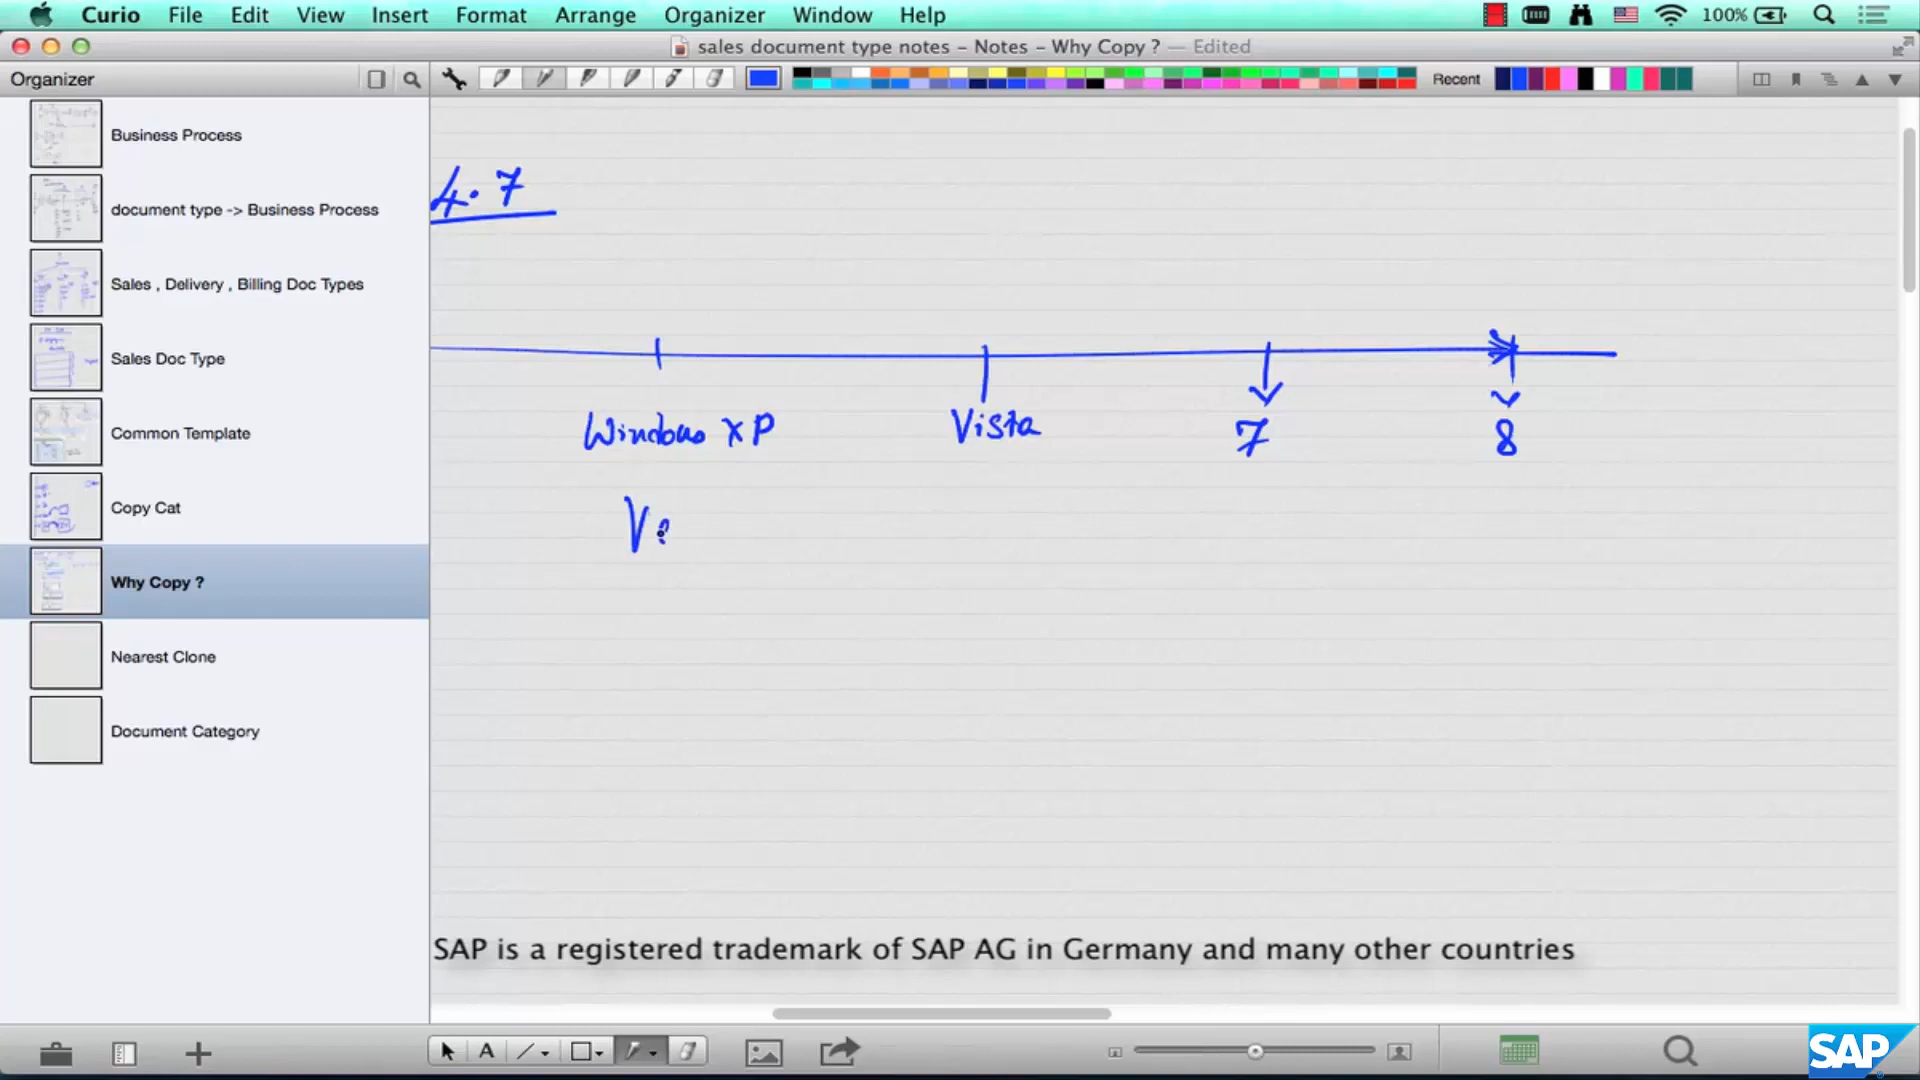 Curio File Edit View Insert Format Arrange Organizer Window Help 100%
sales document type notes – Notes – Why Copy ? — Edited
Organizer
Recent
Business Process
document type -> Business Process
Sales , Delivery , Billing Doc Types
Sales Doc Type
Common Template
Copy Cat
Why Copy ?
Nearest Clone
Document Category
4.7
Windows XP Vista 7 8
SAP is a registered trademark of SAP AG in Germany and many other countries
A
SAP